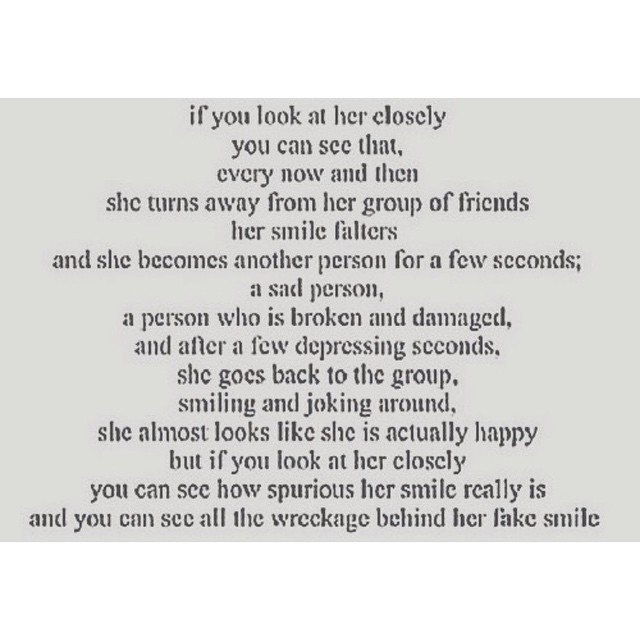 if you look at her closely
you can see that,
every now and then
she turns away from her group of friends
her smile falters
and she becomes another person for a few seconds;
a sad person,
a person who is broken and damaged,
and after a few depressing seconds,
she goes back to the group,
smiling and joking around,
she almost looks like she is actually happy
but if you look at her closely
you can see how spurious her smile really is
and you can see all the wreckage behind her fake smile